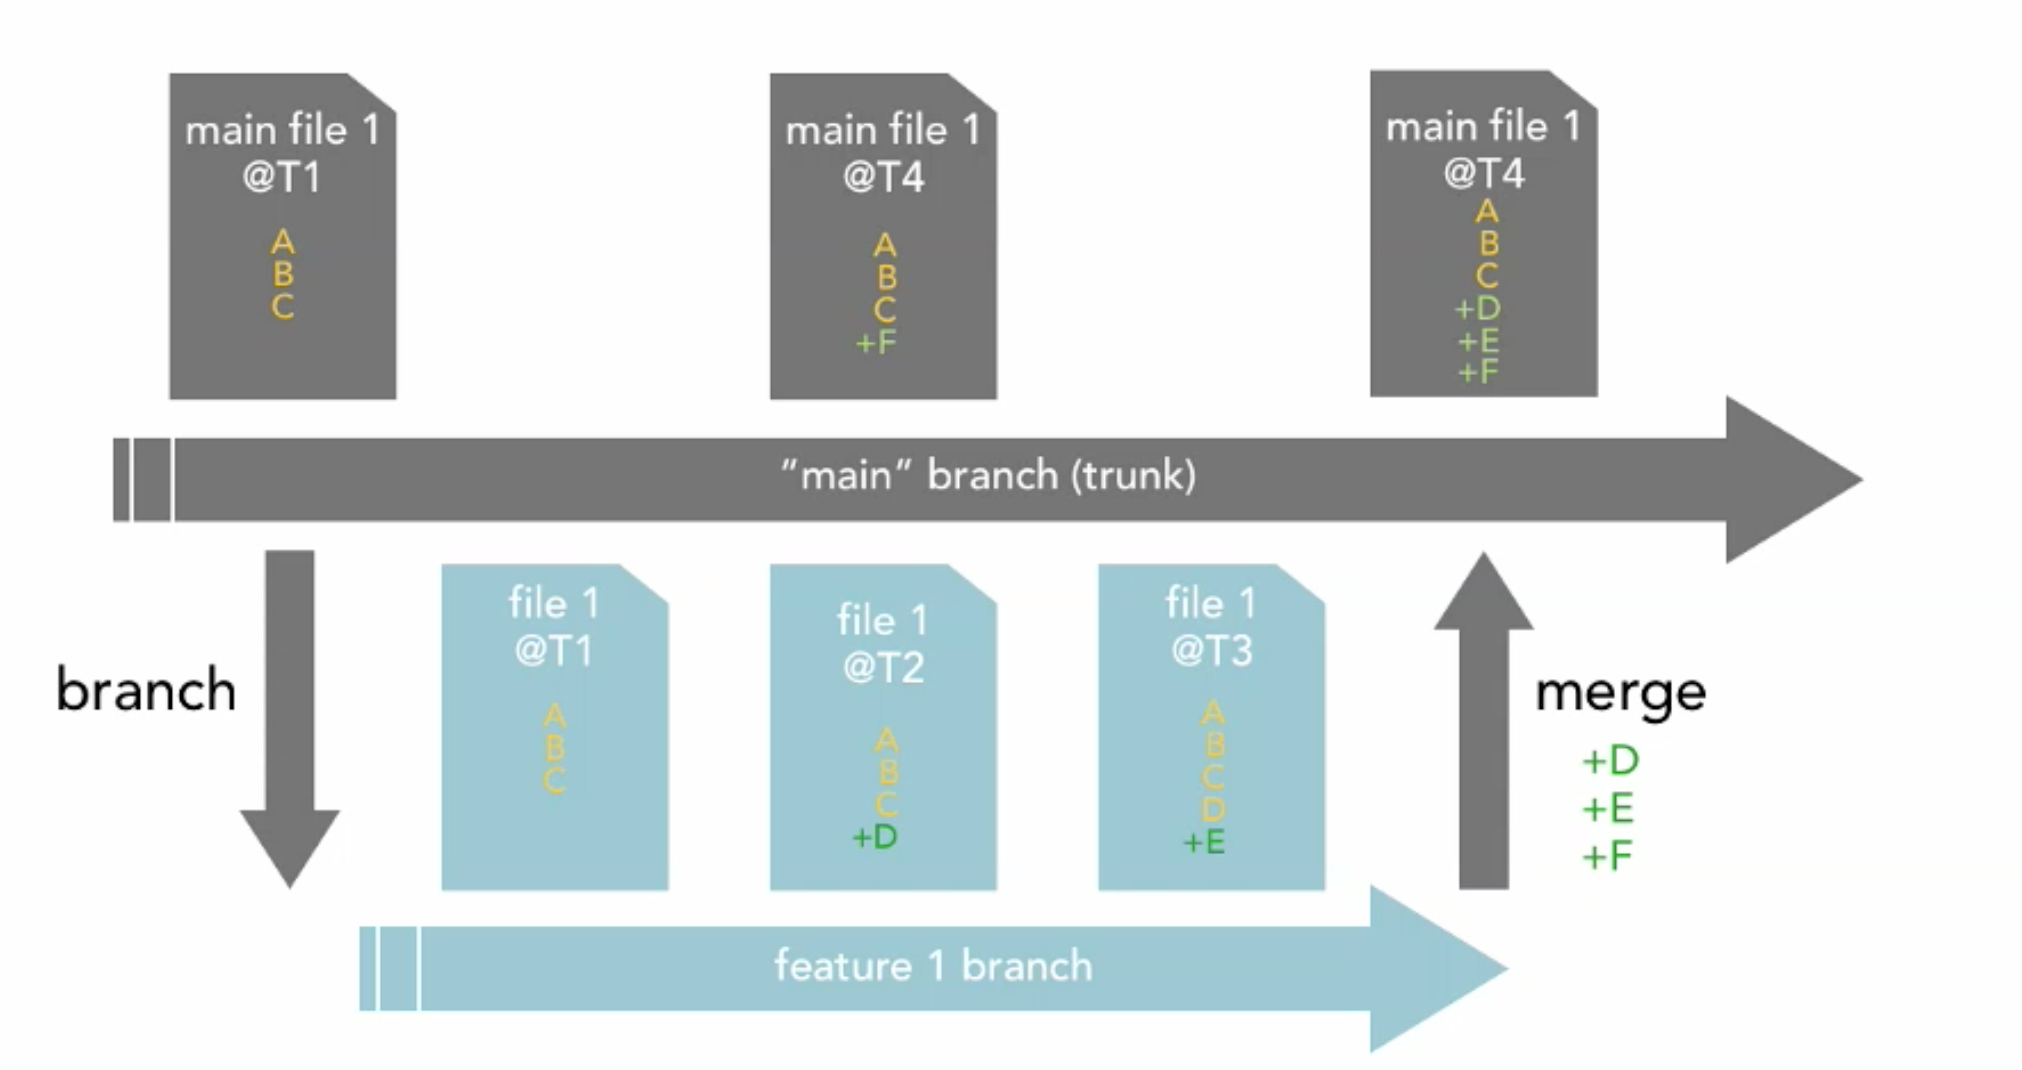 main file 1
@T1
A
B
C
main file 1
@T4
A
B
C
+F
main file 1
@T4
A
B
C
+D
+E
+F
"main" branch (trunk)
branch
file 1
@T1
A
B
C
file 1
@T2
A
B
C
+D
file 1
@T3
A
B
C
D
+E
merge
+D
+E
+F
feature 1 branch